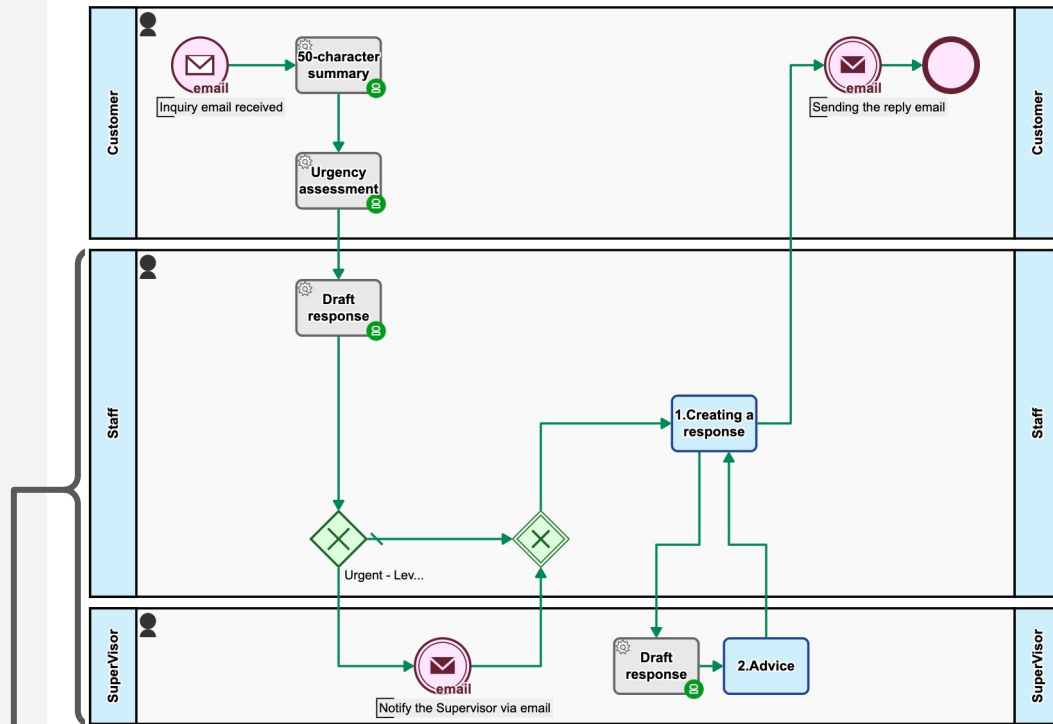 Customer
email
Inquiry email received
50-character
summary
Urgency
assessment
email
Sending the reply email
Customer
Staff
Draft
response
Urgent - Lev...
1.Creating a
response
Staff
SuperVisor
email
Notify the Supervisor via email
Draft
response
2.Advice
SuperVisor